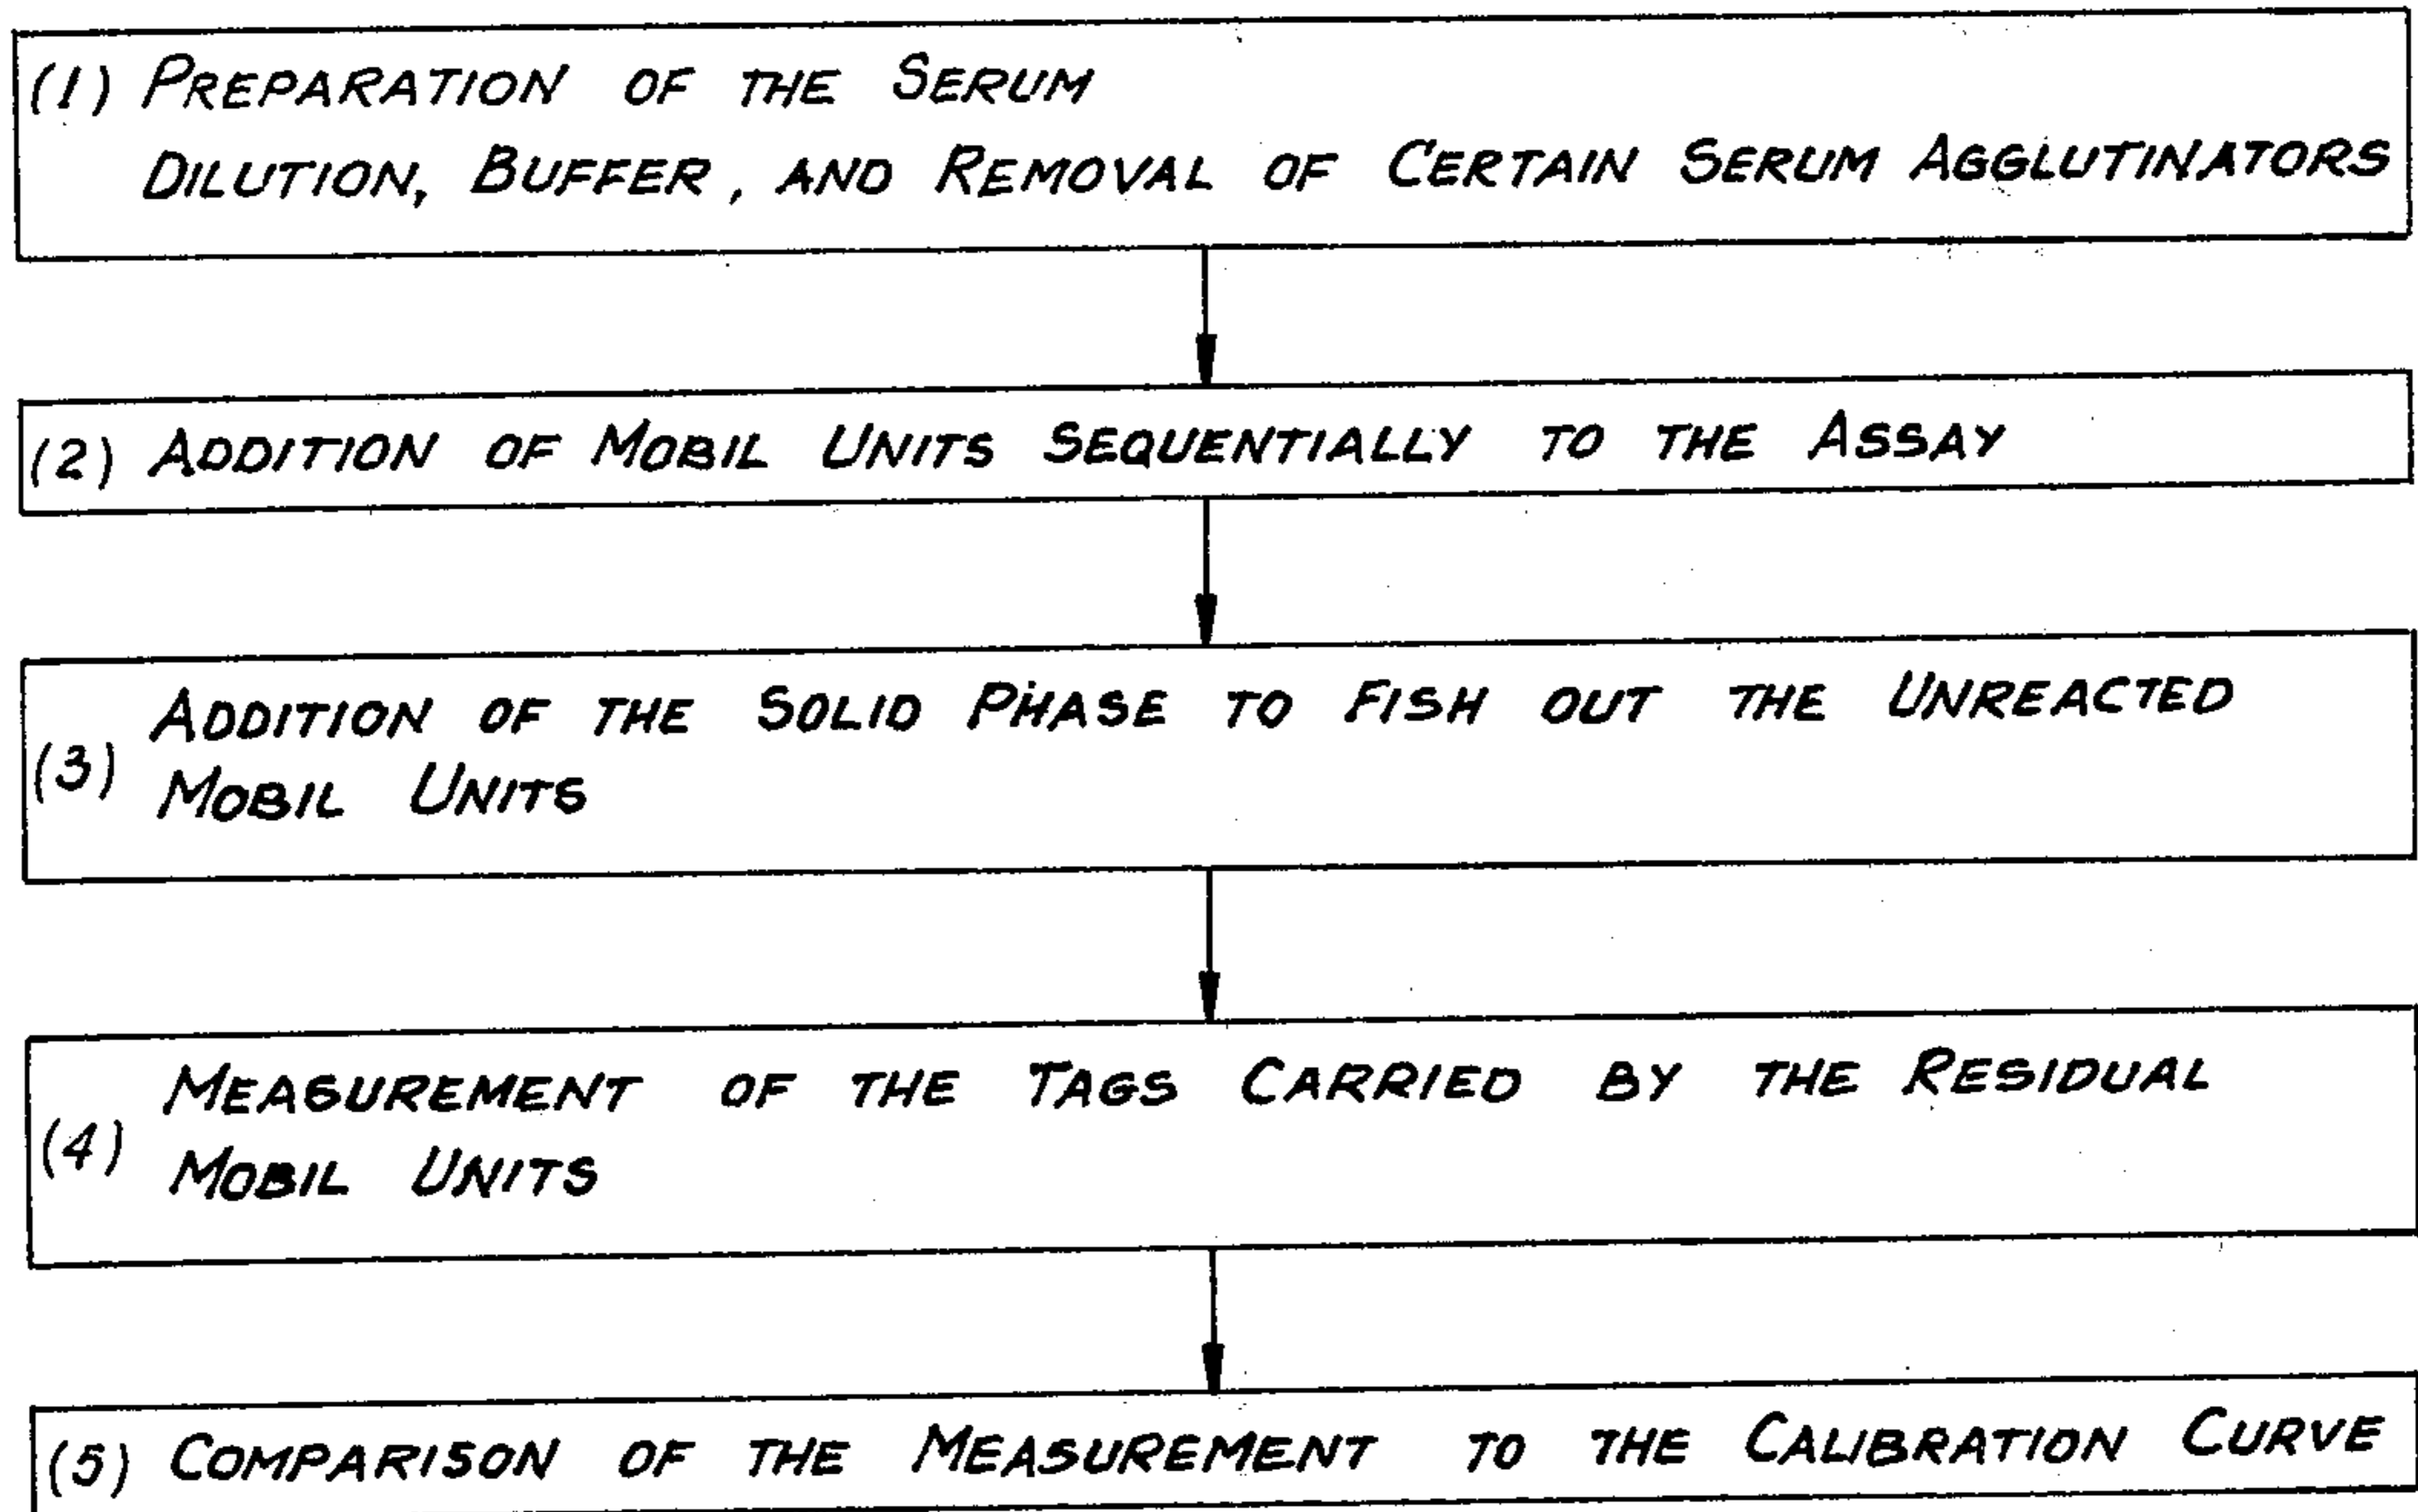 (1) PREPARATION OF THE SERUM
DILUTION, BUFFER, AND REMOVAL OF CERTAIN SERUM AGGLUTINATORS
(2) ADDITION OF MOBIL UNITS SEQUENTIALLY TO THE ASSAY
ADDITION OF THE SOLID PHASE TO FISH OUT THE UNREACTED
(3) MOBIL UNITS
MEASUREMENT OF THE TAGS CARRIED BY THE RESIDUAL
(4) MOBIL UNITS
(5) COMPARISON OF THE MEASUREMENT TO THE CALIBRATION CURVE